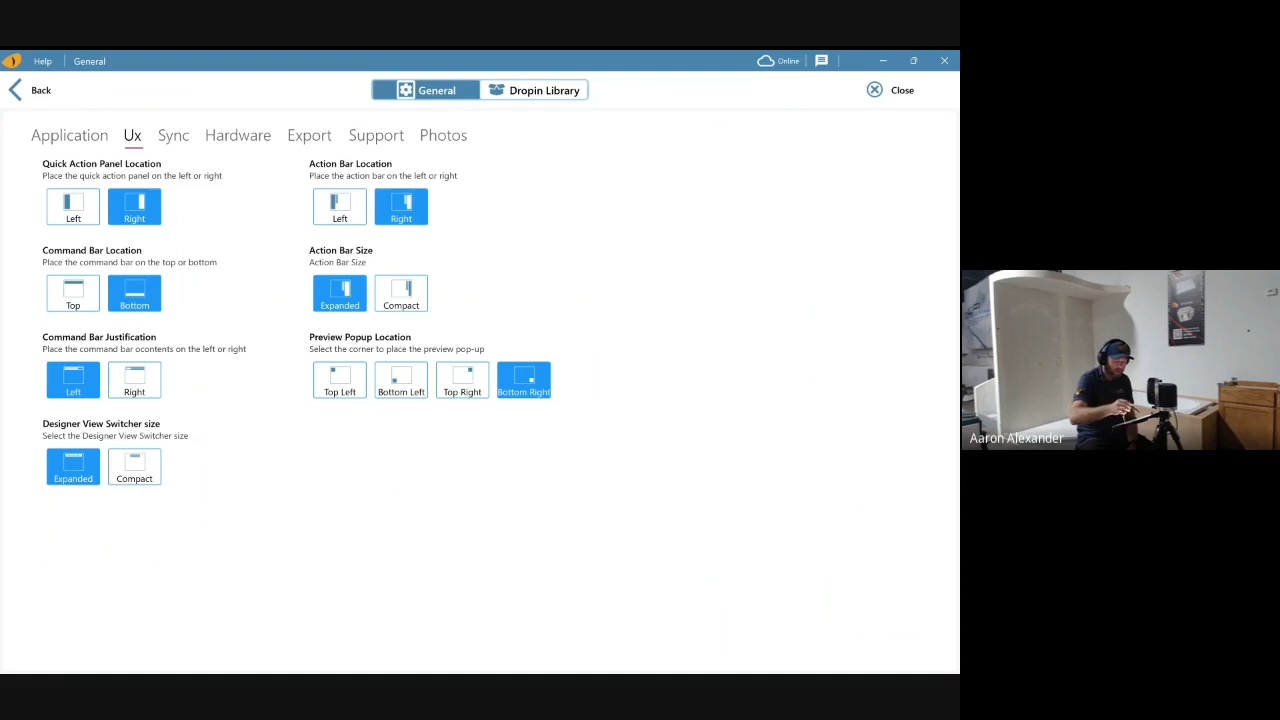 Help
General
Online
Back
General
Dropin Library
Close
Application
Ux
Sync
Hardware
Export
Support
Photos
Quick Action Panel Location
Place the quick action panel on the left or right
Left
Right
Action Bar Location
Place the action bar on the left or right
Left
Right
Command Bar Location
Place the command bar on the top or bottom
Top
Bottom
Action Bar Size
Action Bar Size
Expanded
Compact
Command Bar Justification
Place the command bar ocontents on the left or right
Left
Right
Preview Popup Location
Select the corner to place the preview pop-up
Top Left
Bottom Left
Top Right
Bottom Right
Designer View Switcher size
Select the Designer View Switcher size
Expanded
Compact
Aaron Alexander